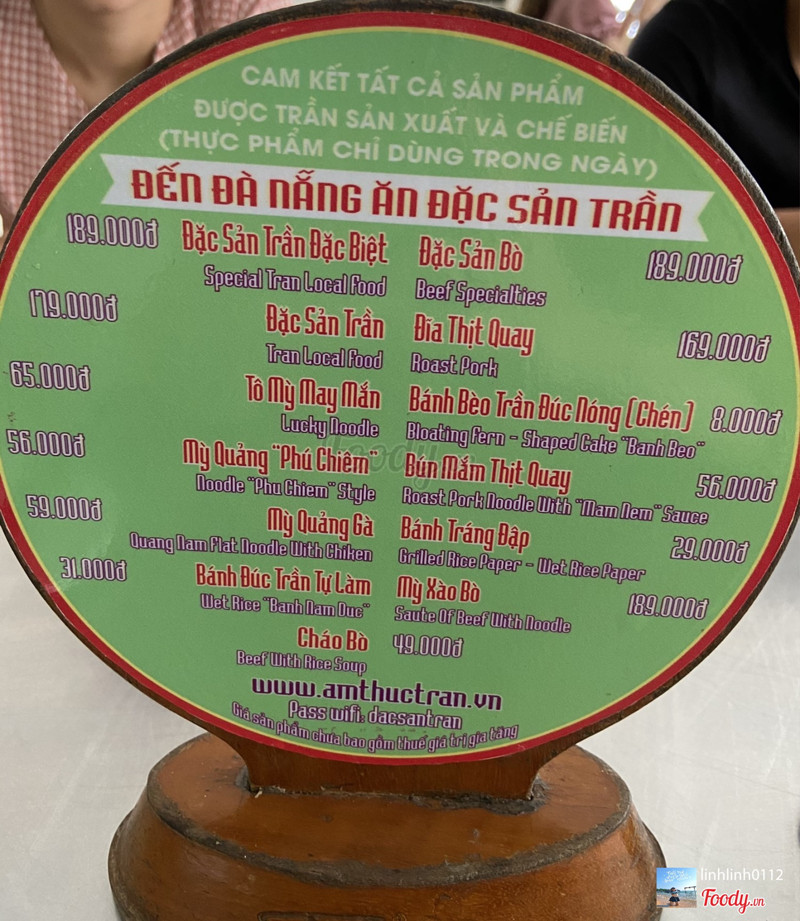 CAM KẾT TẤT CẢ SẢN PHẨM
ĐƯỢC TRẦN SẢN XUẤT VÀ CHẾ BIẾN
(THỰC PHẨM CHỈ DÙNG TRONG NGÀY)
ĐẾN ĐÀ NẴNG ĂN ĐẶC SẢN TRẦN
189.000đ Đặc Sản Trần Đặc Biệt
Special Tran Local Food
179.000đ Đặc Sản Trần
Tran Local Food
65.000đ Tô Mỳ May Mắn
Lucky Noodle
56.000đ Mỳ Quảng "Phú Chiêm"
Noodle "Phu Chiem" Style
59.000đ Mỳ Quảng Gà
Quang Nam Flat Noodle With Chiken
31.000đ Bánh Đúc Trần Tự Làm
Wet Rice "Banh Nam Duc"
Đặc Sản Bò 189.000đ
Beef Specialties
Đĩa Thịt Quay 169.000đ
Roast Pork
Bánh Bèo Trần Đúc Nóng (Chén) 8.000đ
Bloating Fern - Shaped Cake "Banh Beo"
Bún Mắm Thịt Quay 56.000đ
Roast Pork Noodle With "Mam Nem" Sauce
Bánh Tráng Đập 29.000đ
Grilled Rice Paper - Wet Rice Paper
Mỳ Xào Bò 189.000đ
Saute Of Beef With Noodle
Cháo Bò 49.000đ
Beef With Rice Soup
www.amthuctran.vn
Pass wifi: dacsantran
Giá sản phẩm chưa bao gồm thuế giá trị gia tăng
Foody
linhlinh0112
Foody.vn